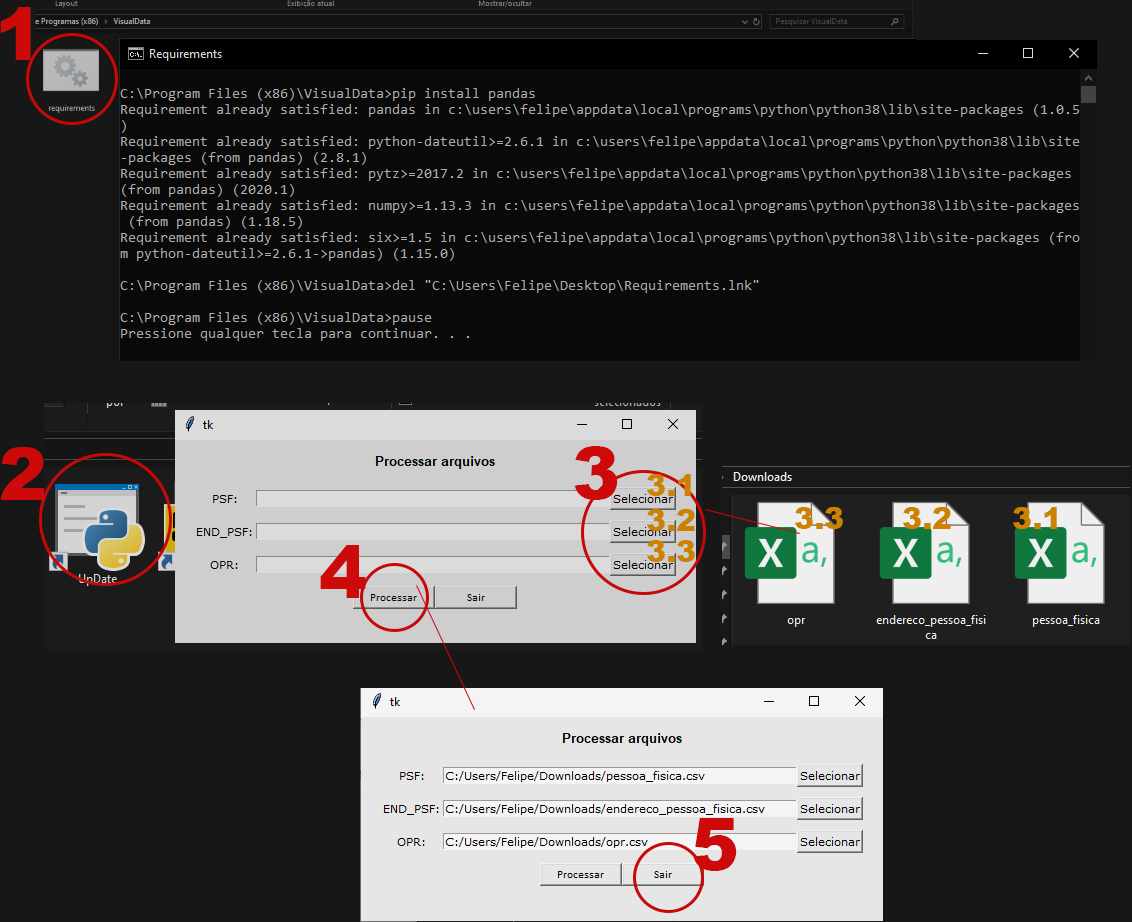 Layout
Exibição atual
Mostrar/ocultar
e Programas (x86) › VisualData
Pesquisar VisualData
1
requirements
Requirements
C:\Program Files (x86)\VisualData>pip install pandas
Requirement already satisfied: pandas in c:\users\felipe\appdata\local\programs\python\python38\lib\site-packages (1.0.5
)
Requirement already satisfied: python-dateutil>=2.6.1 in c:\users\felipe\appdata\local\programs\python\python38\lib\site
-packages (from pandas) (2.8.1)
Requirement already satisfied: pytz>=2017.2 in c:\users\felipe\appdata\local\programs\python\python38\lib\site-packages
(from pandas) (2020.1)
Requirement already satisfied: numpy>=1.13.3 in c:\users\felipe\appdata\local\programs\python\python38\lib\site-packages
(from pandas) (1.18.5)
Requirement already satisfied: six>=1.5 in c:\users\felipe\appdata\local\programs\python\python38\lib\site-packages (fro
m python-dateutil>=2.6.1->pandas) (1.15.0)
C:\Program Files (x86)\VisualData>del "C:\Users\Felipe\Desktop\Requirements.lnk"
C:\Program Files (x86)\VisualData>pause
Pressione qualquer tecla para continuar. . .
por
selecionados
2
UpDate
tk
Processar arquivos
3
PSF:
Selecionar
3.1
END_PSF:
Selecionar
3.2
OPR:
Selecionar
3.3
4
Processar
Sair
Downloads
3.3
3.2
3.1
X a,
X a,
X a,
opr
endereco_pessoa_fisi
ca
pessoa_fisica
tk
Processar arquivos
PSF: C:/Users/Felipe/Downloads/pessoa_fisica.csv Selecionar
END_PSF: C:/Users/Felipe/Downloads/endereco_pessoa_fisica.csv Selecionar
OPR: C:/Users/Felipe/Downloads/opr.csv Selecionar
5
Processar
Sair